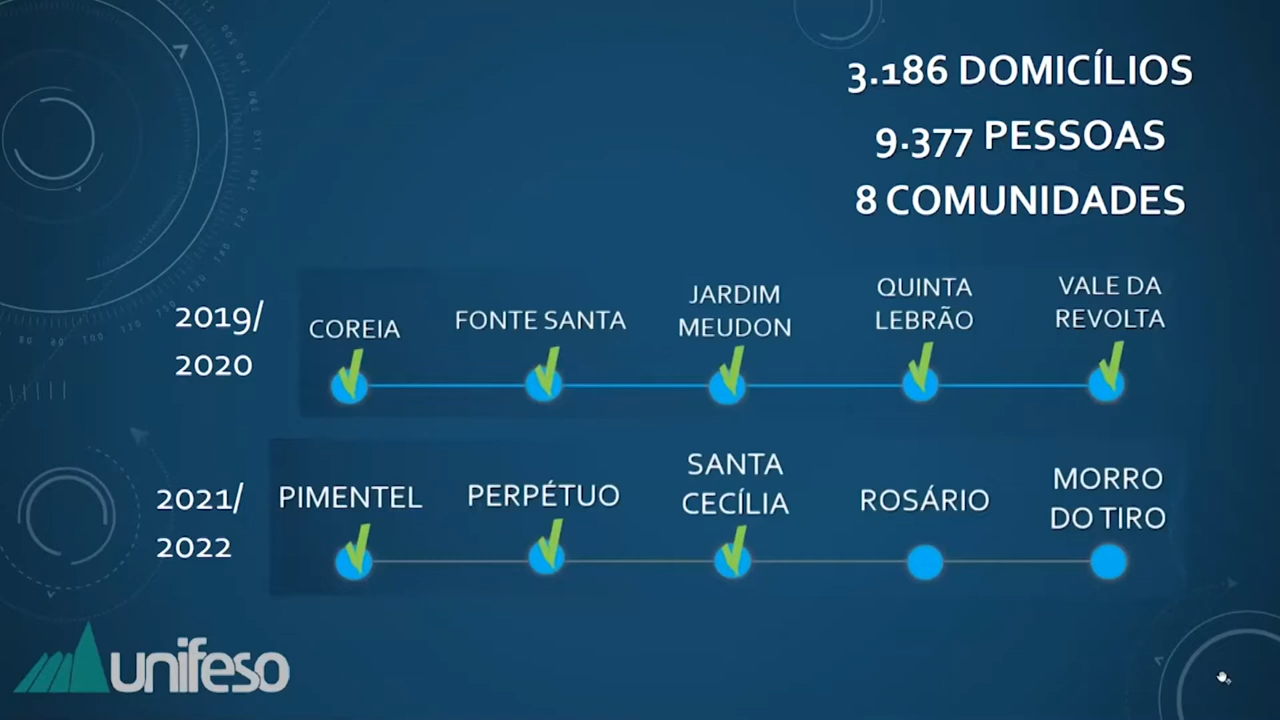 3.186 DOMICÍLIOS
9.377 PESSOAS
8 COMUNIDADES
2019/
2020
COREIA
FONTE SANTA
JARDIM
MEUDON
QUINTA
LEBRÃO
VALE DA
REVOLTA
2021/
2022
PIMENTEL
PERPÉTUO
SANTA
CECÍLIA
ROSÁRIO
MORRO
DO TIRO
unifeso